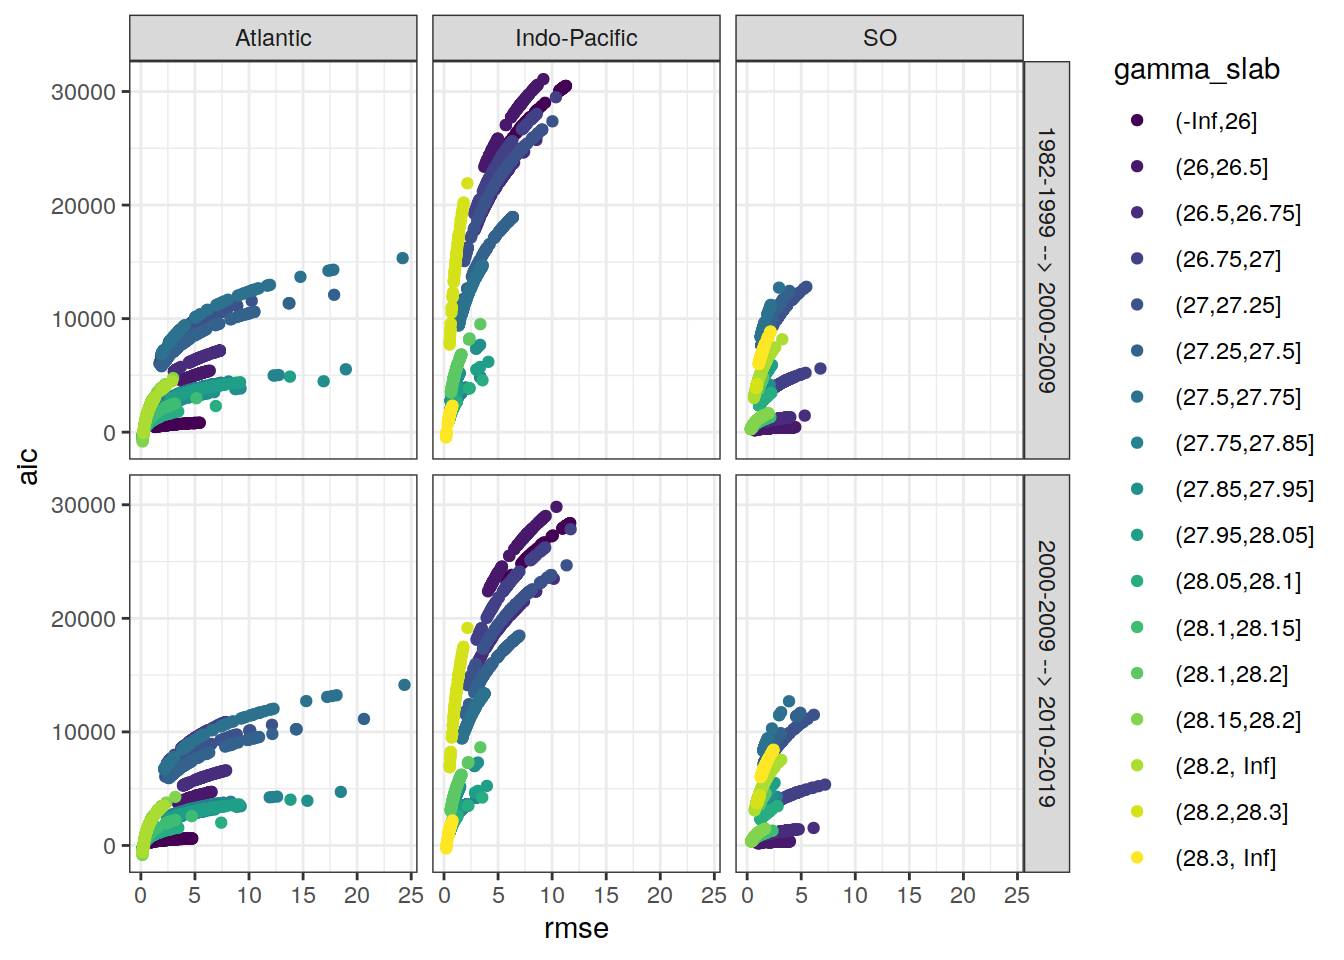 Atlantic
Indo-Pacific
SO
30000
20000
10000
0
1982-1999 --> 2000-2009
30000
20000
10000
0
2000-2009 --> 2010-2019
0 5 10 15 20 25
0 5 10 15 20 25
0 5 10 15 20 25
rmse
aic
gamma_slab
(-Inf,26]
(26,26.5]
(26.5,26.75]
(26.75,27]
(27,27.25]
(27.25,27.5]
(27.5,27.75]
(27.75,27.85]
(27.85,27.95]
(27.95,28.05]
(28.05,28.1]
(28.1,28.15]
(28.1,28.2]
(28.15,28.2]
(28.2, Inf]
(28.2,28.3]
(28.3, Inf]